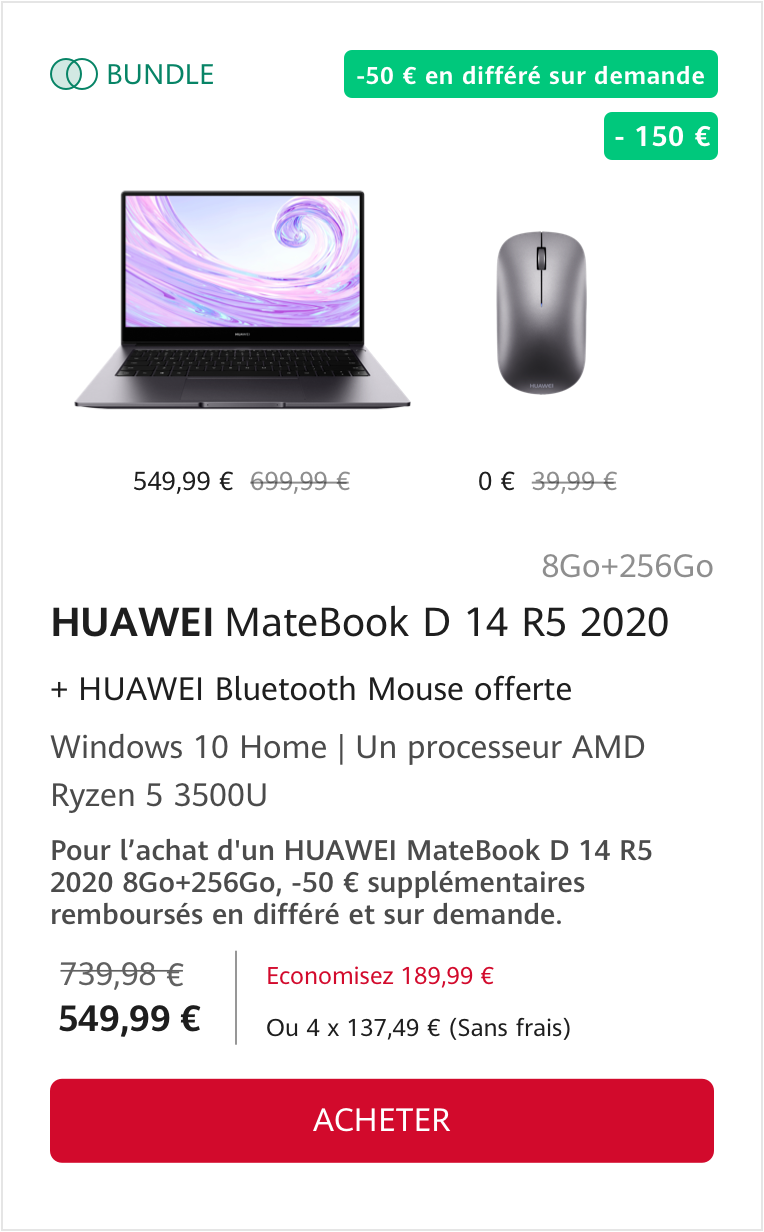 BUNDLE
-50 € en différé sur demande
- 150 €
HUAWEI
HUAWEI
549,99 € 699,99 €
0 € 39,99 €
8Go+256Go
HUAWEI MateBook D 14 R5 2020
+ HUAWEI Bluetooth Mouse offerte
Windows 10 Home | Un processeur AMD
Ryzen 5 3500U
Pour l’achat d'un HUAWEI MateBook D 14 R5
2020 8Go+256Go, -50 € supplémentaires
remboursés en différé et sur demande.
739,98 €
549,99 €
Economisez 189,99 €
Ou 4 x 137,49 € (Sans frais)
ACHETER